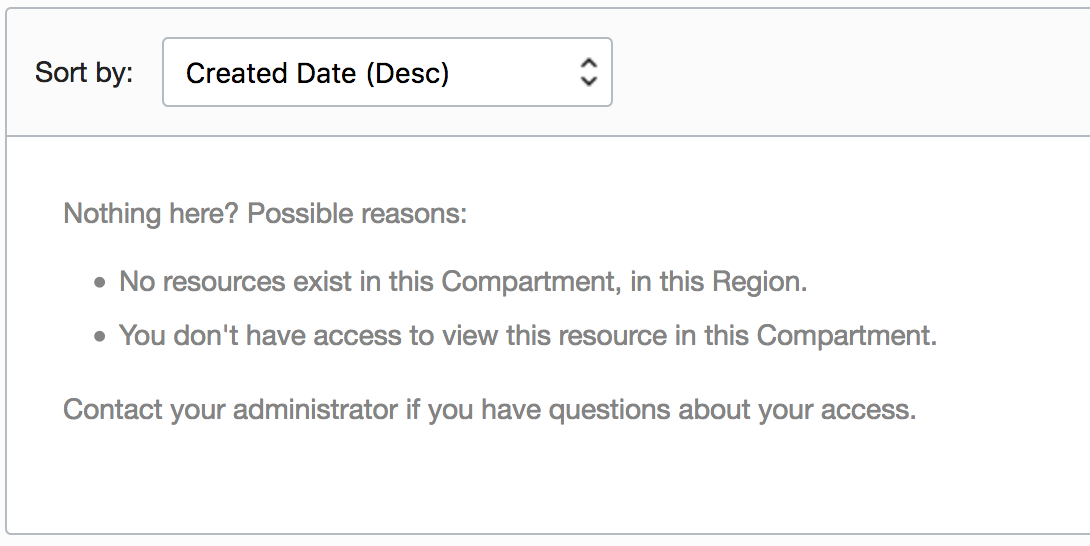 Sort by: Created Date (Desc)
Nothing here? Possible reasons:
• No resources exist in this Compartment, in this Region.
• You don't have access to view this resource in this Compartment.
Contact your administrator if you have questions about your access.